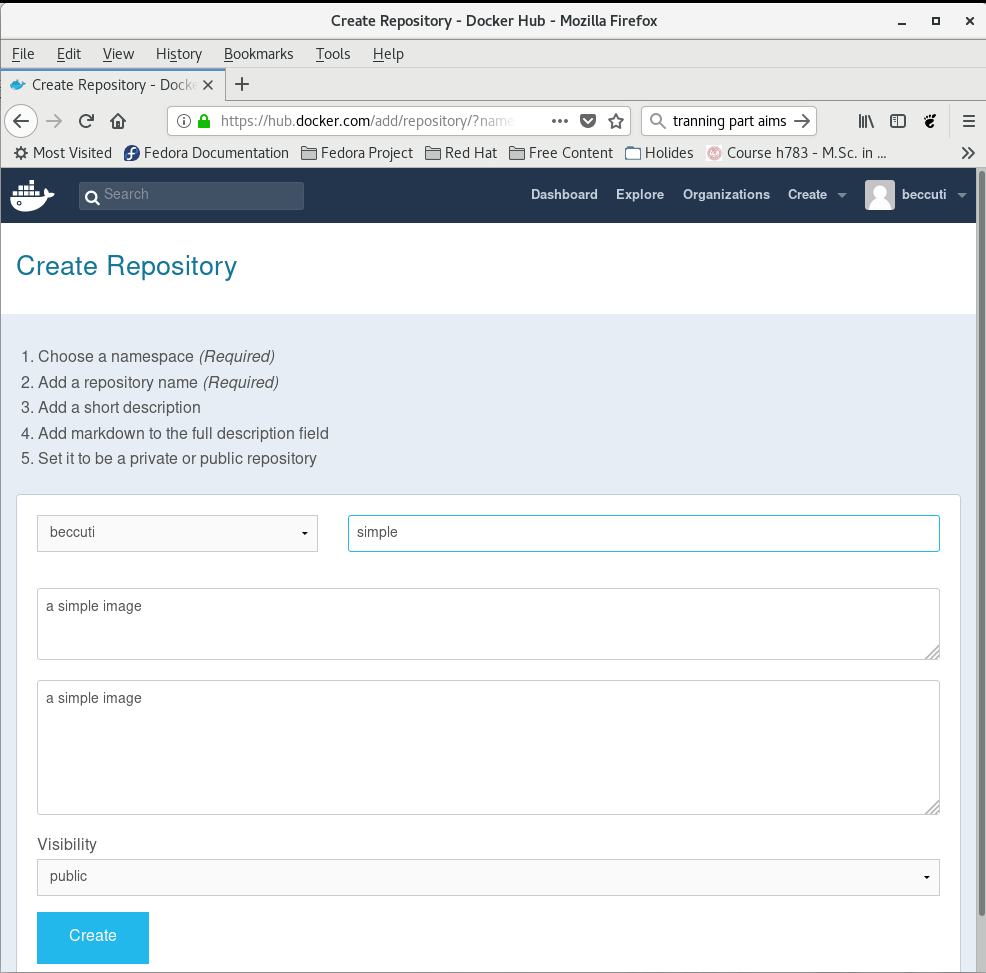 Create Repository - Docker Hub - Mozilla Firefox
File Edit View History Bookmarks Tools Help
Create Repository - Docke
https://hub.docker.com/add/repository/?name tranning part aims
Most Visited Fedora Documentation Fedora Project Red Hat Free Content Holides Course h783 - M.Sc. in ...
Search Dashboard Explore Organizations Create beccuti
Create Repository
1. Choose a namespace (Required)
2. Add a repository name (Required)
3. Add a short description
4. Add markdown to the full description field
5. Set it to be a private or public repository
beccuti simple
a simple image
a simple image
Visibility
public
Create